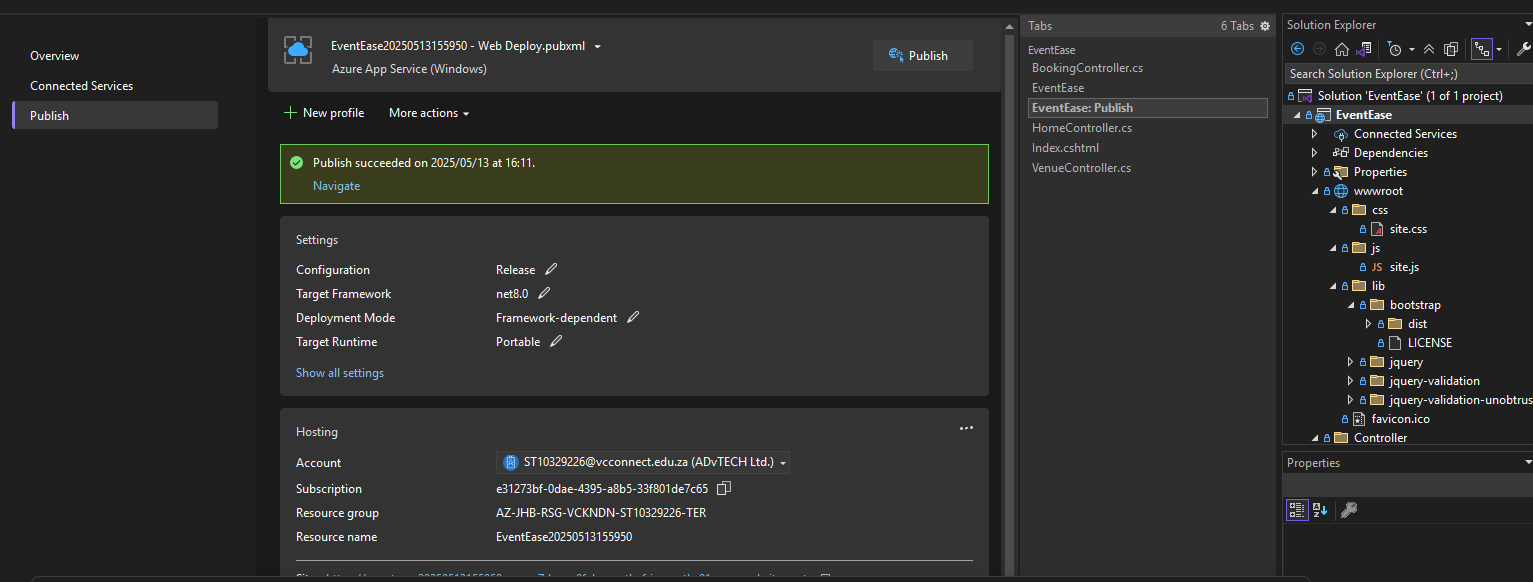 Overview
Connected Services
Publish
EventEase20250513155950 - Web Deploy.pubxml
Azure App Service (Windows)
Publish
New profile
More actions
Publish succeeded on 2025/05/13 at 16:11.
Navigate
Settings
Configuration Release
Target Framework net8.0
Deployment Mode Framework-dependent
Target Runtime Portable
Show all settings
Hosting
Account ST10329226@vcconnect.edu.za (ADvTECH Ltd.)
Subscription e31273bf-0dae-4395-a8b5-33f801de7c65
Resource group AZ-JHB-RSG-VCKNDN-ST10329226-TER
Resource name EventEase20250513155950
Tabs 6 Tabs
EventEase
BookingController.cs
EventEase
EventEase: Publish
HomeController.cs
Index.cshtml
VenueController.cs
Solution Explorer
Search Solution Explorer (Ctrl+;)
Solution 'EventEase' (1 of 1 project)
EventEase
Connected Services
Dependencies
Properties
wwwroot
css
site.css
js
JS site.js
lib
bootstrap
dist
LICENSE
jquery
jquery-validation
jquery-validation-unobtrus
favicon.ico
Controller
Properties